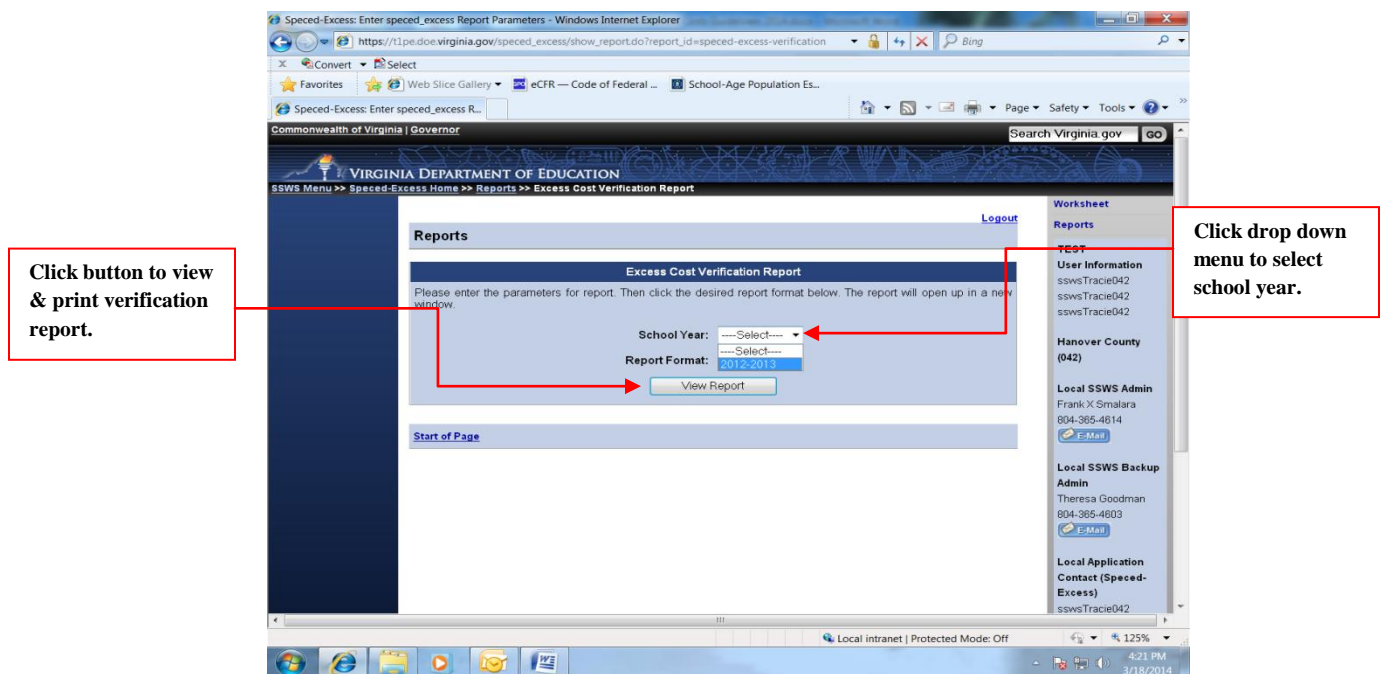 Speced-Excess: Enter speced_excess Report Parameters - Windows Internet Explorer
https://t1pe.doe.virginia.gov/speced_excess/show_report.do?report_id=speced-excess-verification
Bing
x Convert Select
Favorites Web Slice Gallery eCFR — Code of Federal ... School-Age Population Es...
Speced-Excess: Enter speced_excess R... Page Safety Tools
Commonwealth of Virginia | Governor
Search Virginia.gov GO
VIRGINIA DEPARTMENT OF EDUCATION
SSWS Menu >> Speced-Excess Home >> Reports >> Excess Cost Verification Report
Logout
Reports
Excess Cost Verification Report
Please enter the parameters for report. Then click the desired report format below. The report will open up in a new
window.
School Year: ----Select----
----Select----
Report Format: 2012-2013
View Report
Start of Page
Worksheet
Reports
TEST
User Information
sswsTracie042
sswsTracie042
sswsTracie042
Hanover County
(042)
Local SSWS Admin
Frank X Smalara
804-365-4614
E-Mail
Local SSWS Backup
Admin
Theresa Goodman
804-365-4603
E-Mail
Local Application
Contact (Speced-
Excess)
sswsTracie042
Click button to view
& print verification
report.
Click drop down
menu to select
school year.
Local intranet | Protected Mode: Off 125%
4:21 PM
3/18/2014